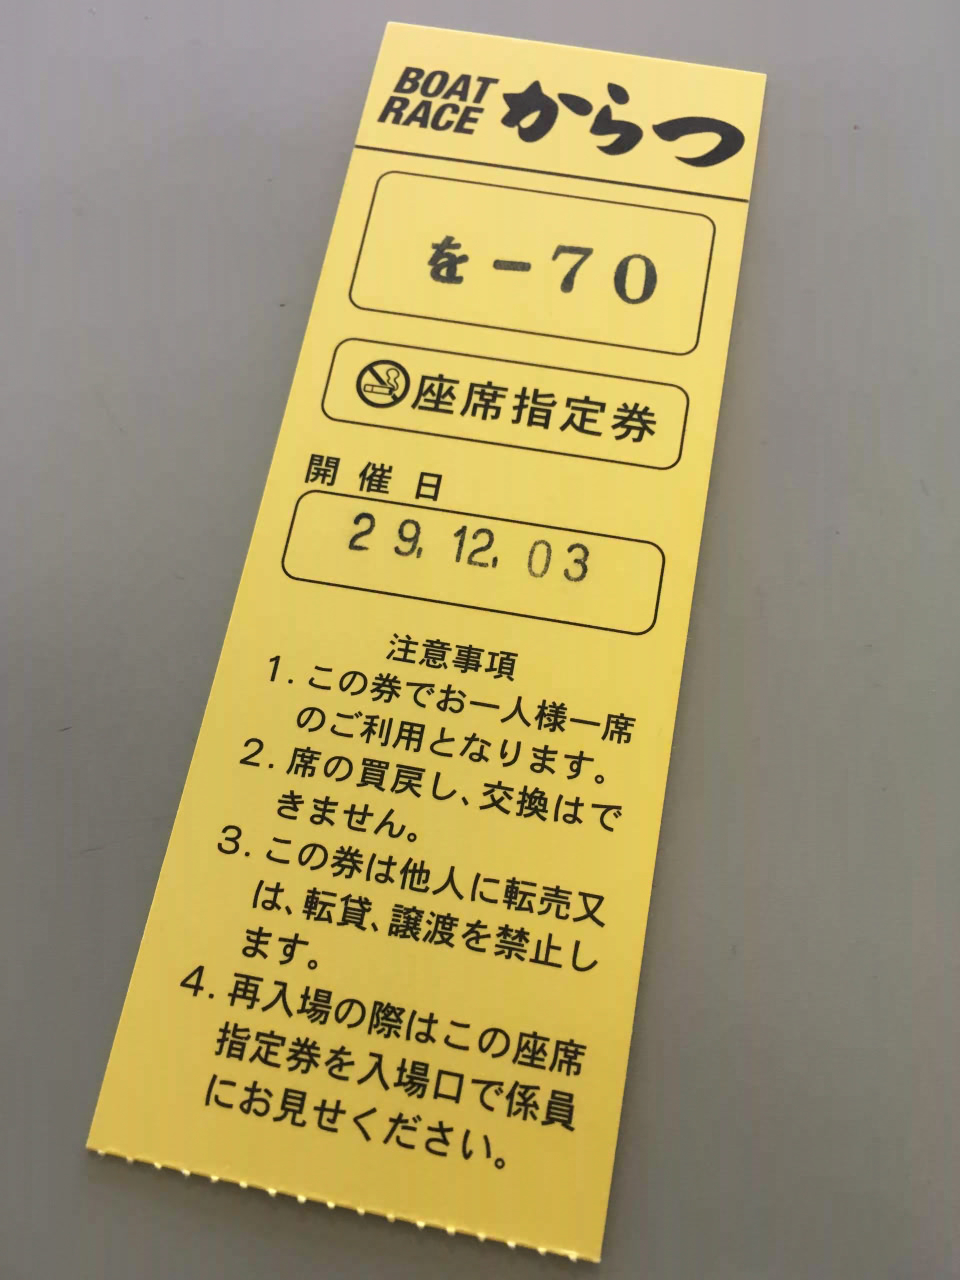 BOAT RACE からつ
を-70
座席指定券
開催日
29.12.03
注意事項
1. この券でお一人様一席
のご利用となります。
2. 席の買戻し、交換はで
きません。
3. この券は他人に転売又
は、転貸、譲渡を禁止し
ます。
4. 再入場の際はこの座席
指定券を入場口で係員
にお見せください。